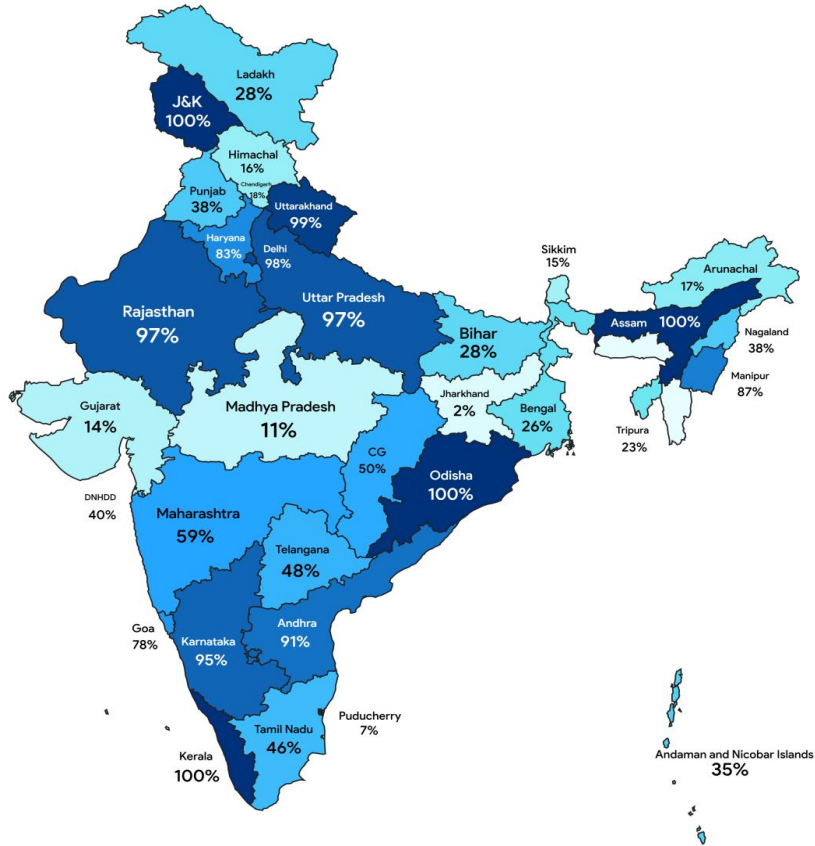 Ladakh
28%
J&K
100%
Himachal
16%
Chandigarh
18%
Punjab
38%
Uttarakhand
99%
Haryana
83%
Delhi
98%
Sikkim
15%
Arunachal
17%
Rajasthan
97%
Uttar Pradesh
97%
Bihar
28%
Assam 100%
Nagaland
38%
Manipur
87%
Gujarat
14%
Madhya Pradesh
11%
Jharkhand
2%
Bengal
26%
Tripura
23%
CG
50%
Odisha
100%
DNHDD
40%
Maharashtra
59%
Telangana
48%
Goa
78%
Karnataka
95%
Andhra
91%
Puducherry
7%
Tamil Nadu
46%
Kerala
100%
Andaman and Nicobar Islands
35%